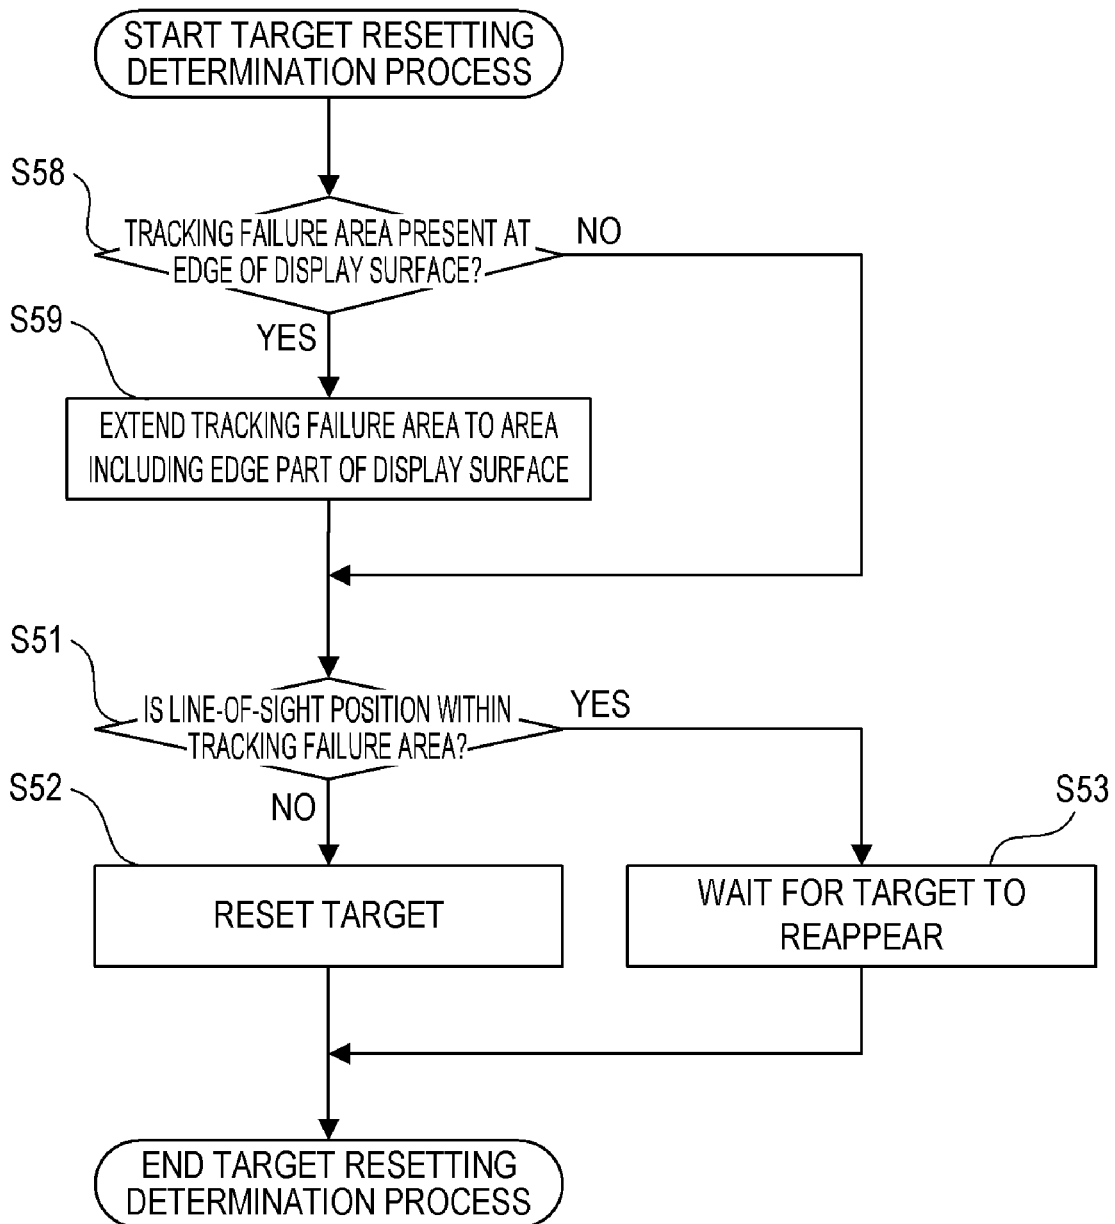 START TARGET RESETTING
DETERMINATION PROCESS
S58
TRACKING FAILURE AREA PRESENT AT
EDGE OF DISPLAY SURFACE?
NO
YES
S59
EXTEND TRACKING FAILURE AREA TO AREA
INCLUDING EDGE PART OF DISPLAY SURFACE
S51
IS LINE-OF-SIGHT POSITION WITHIN
TRACKING FAILURE AREA?
YES
NO
S52
RESET TARGET
S53
WAIT FOR TARGET TO
REAPPEAR
END TARGET RESETTING
DETERMINATION PROCESS